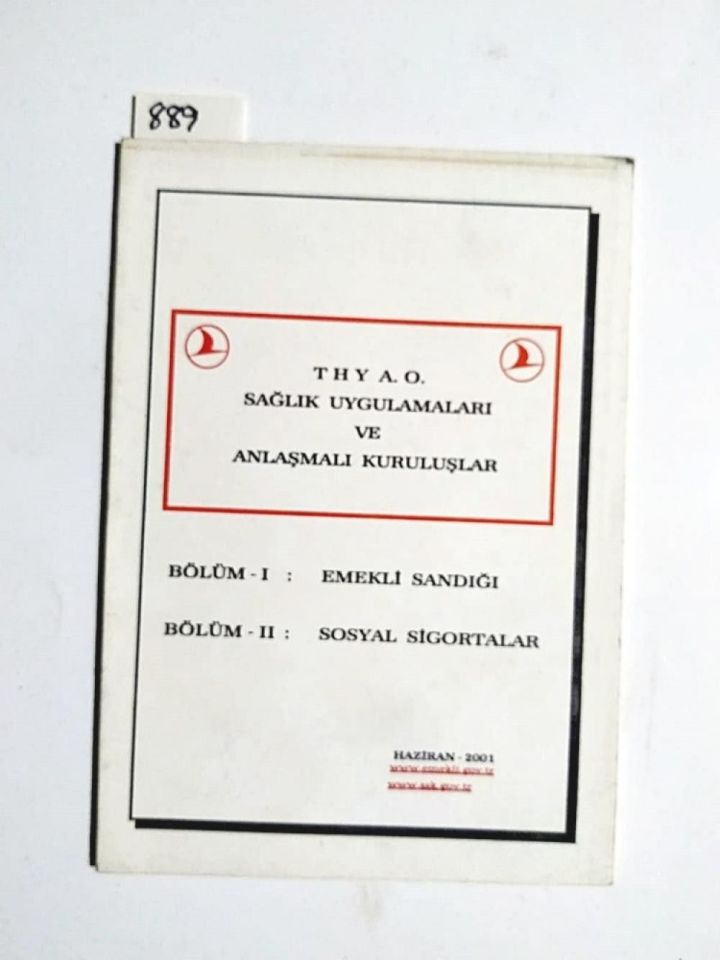 889
THY A.O.
SAĞLIK UYGULAMALARI
VE
ANLAŞMALI KURULUŞLAR
BÖLÜM - I : EMEKLİ SANDIĞI
BÖLÜM - II : SOSYAL SİGORTALAR
HAZİRAN - 2001
www.emekli.gov.tr
www.ssk.gov.tr